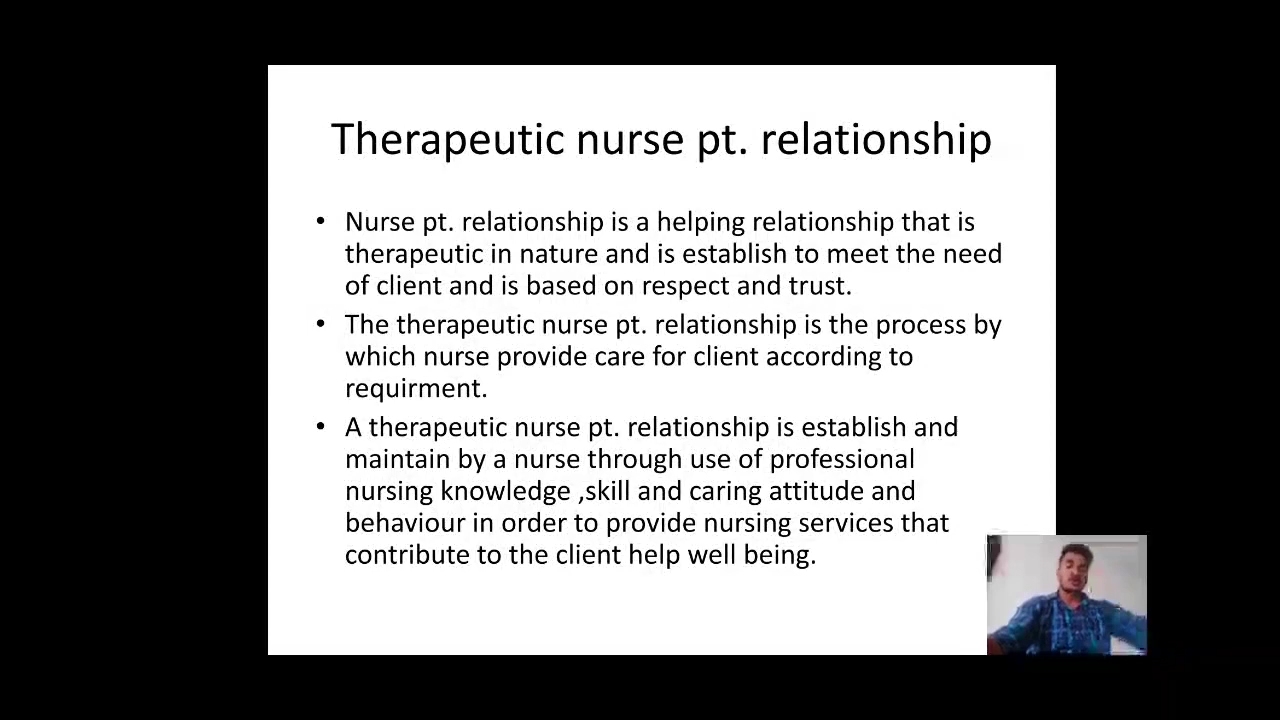 Therapeutic nurse pt. relationship
• Nurse pt. relationship is a helping relationship that is
therapeutic in nature and is establish to meet the need
of client and is based on respect and trust.
• The therapeutic nurse pt. relationship is the process by
which nurse provide care for client according to
requirment.
• A therapeutic nurse pt. relationship is establish and
maintain by a nurse through use of professional
nursing knowledge ,skill and caring attitude and
behaviour in order to provide nursing services that
contribute to the client help well being.